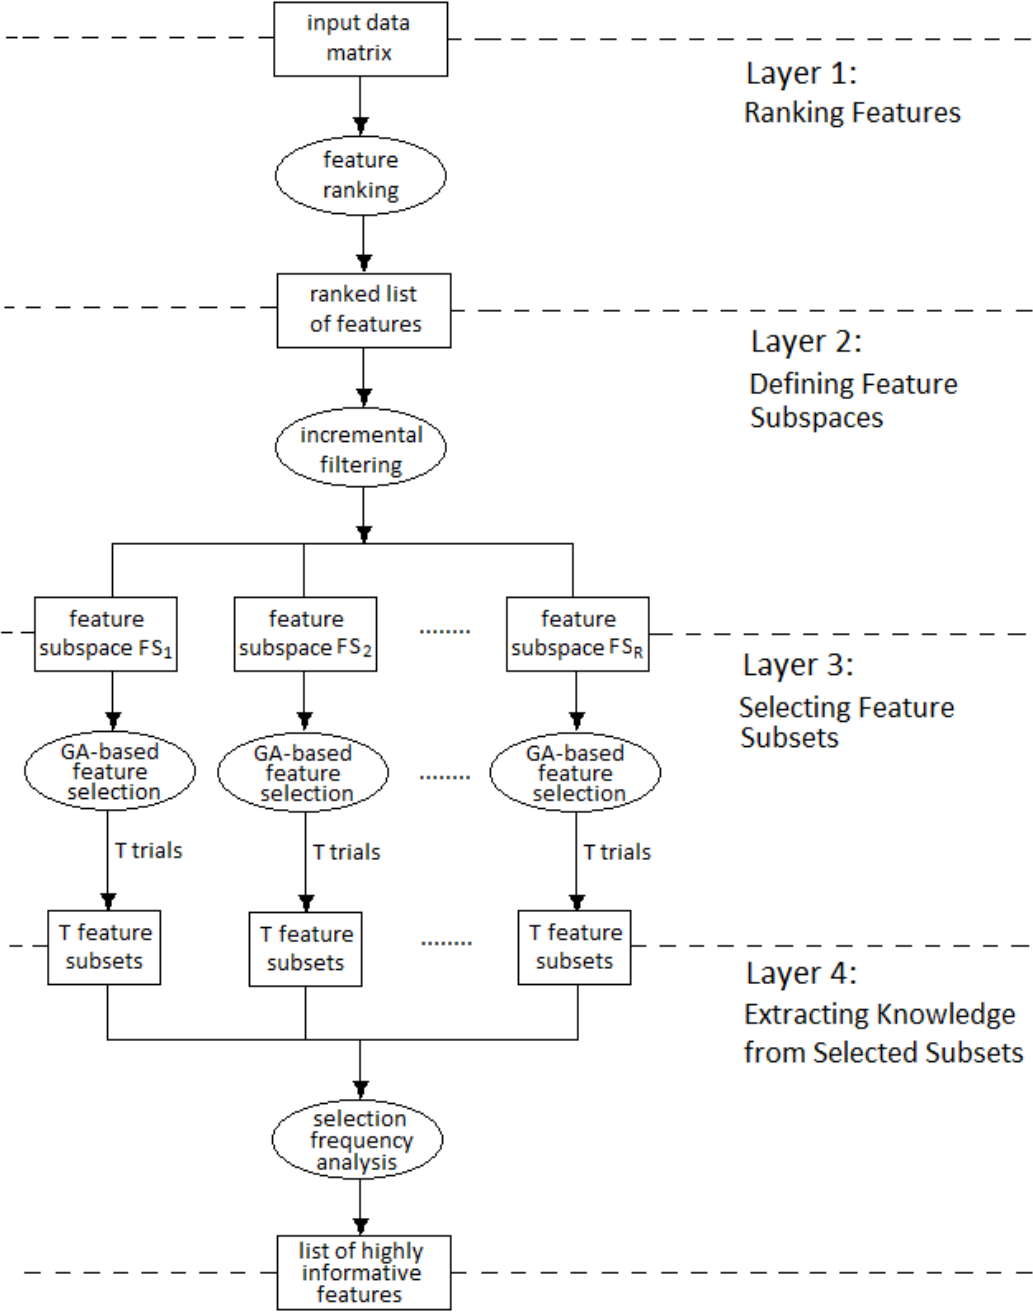 input data
matrix
Layer 1:
Ranking Features
feature
ranking
ranked list
of features
Layer 2:
Defining Feature
Subspaces
incremental
filtering
feature
subspace FS₁
feature
subspace FS₂
........
feature
subspace FSR
Layer 3:
Selecting Feature
Subsets
GA-based
feature
selection
GA-based
feature
selection
........
GA-based
feature
selection
T trials
T trials
T trials
T feature
subsets
T feature
subsets
........
T feature
subsets
Layer 4:
Extracting Knowledge
from Selected Subsets
selection
frequency
analysis
list of highly
informative
features